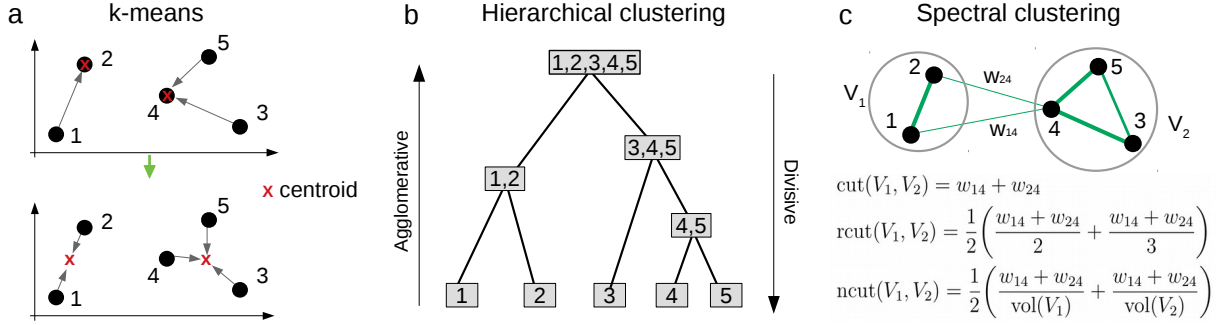 a
k-means
2
5
x
x
4
3
1
x centroid
2
5
x
x
4
3
1
b
Hierarchical clustering
Agglomerative
Divisive
1,2,3,4,5
3,4,5
1,2
4,5
1
2
3
4
5
c
Spectral clustering
2
w₂₄
5
V₁
1
w₁₄
4
3
V₂
cut(V₁, V₂) = w₁₄ + w₂₄
rcut(V₁, V₂) = 1/2 ( (w₁₄ + w₂₄)/2 + (w₁₄ + w₂₄)/3 )
ncut(V₁, V₂) = 1/2 ( (w₁₄ + w₂₄)/vol(V₁) + (w₁₄ + w₂₄)/vol(V₂) )